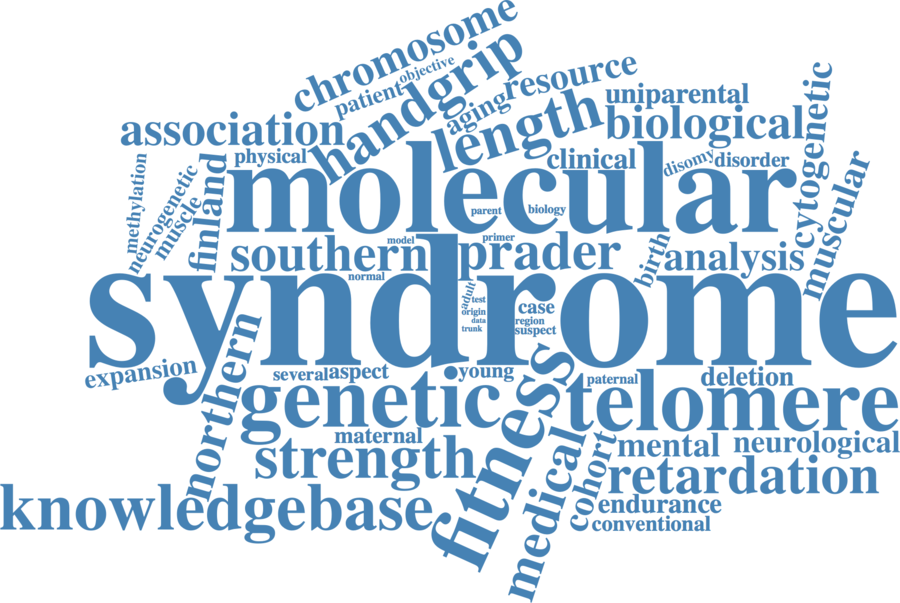 chromosome
objective
patient
handgrip
resource
aging
length
uniparental
association
biological
cytogenetic
physical
clinical
disomy
disorder
methylation
neurogenetic
muscle
finland
molecular
muscular
parent
biology
model
primer
southern
prader
birth
analysis
normal
syndrome
adult
test
origin
data
trunk
case
region
suspect
expansion
northern
several
aspect
young
fitness
paternal
deletion
genetic
telomere
maternal
strength
medical
cohort
mental
neurological
retardation
knowledgebase
endurance
conventional